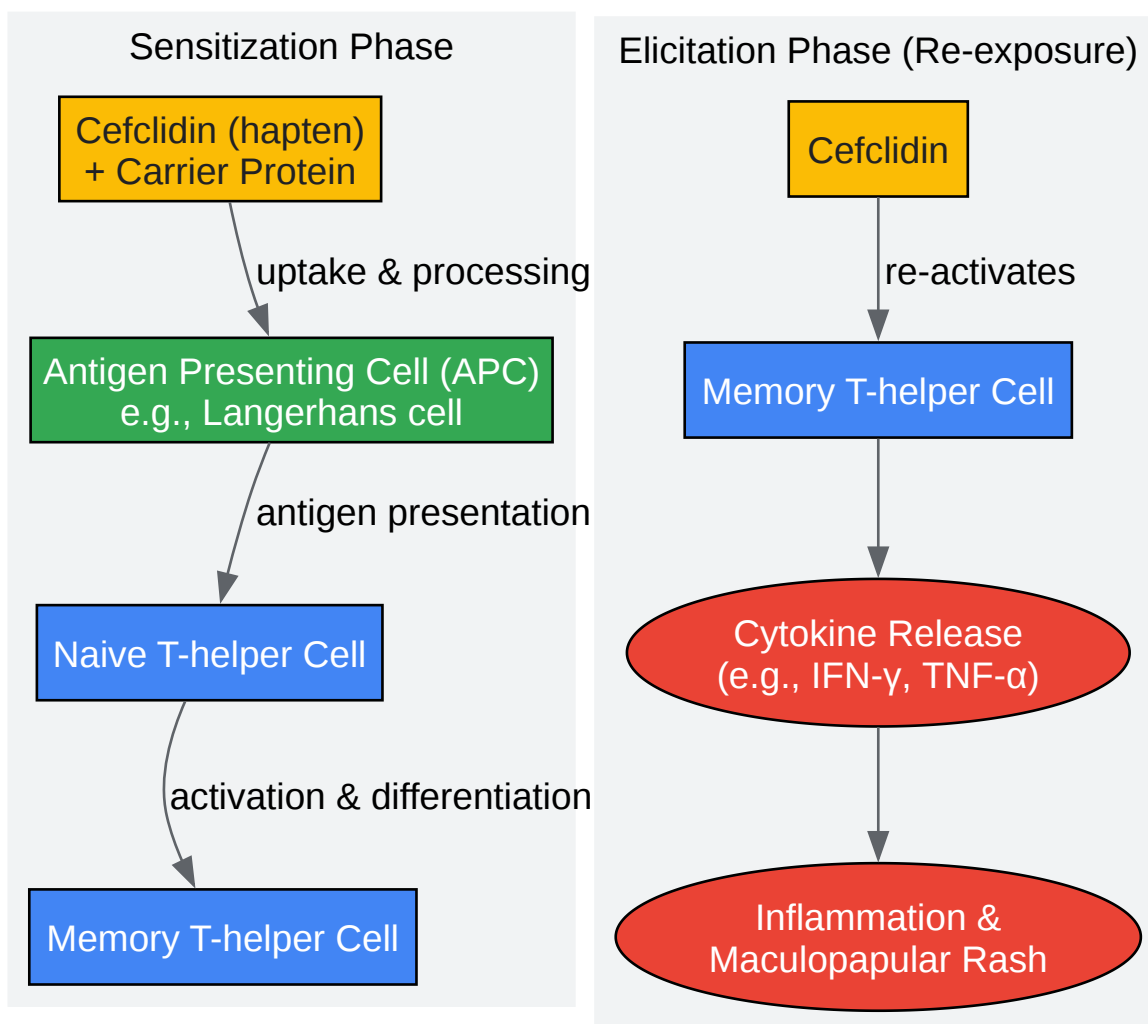 Sensitization Phase
Cefclidin (hapten)
+ Carrier Protein
uptake & processing
Antigen Presenting Cell (APC)
e.g., Langerhans cell
antigen presentation
Naive T-helper Cell
activation & differentiation
Memory T-helper Cell
Elicitation Phase (Re-exposure)
Cefclidin
re-activates
Memory T-helper Cell
Cytokine Release
(e.g., IFN-γ, TNF-α)
Inflammation &
Maculopapular Rash